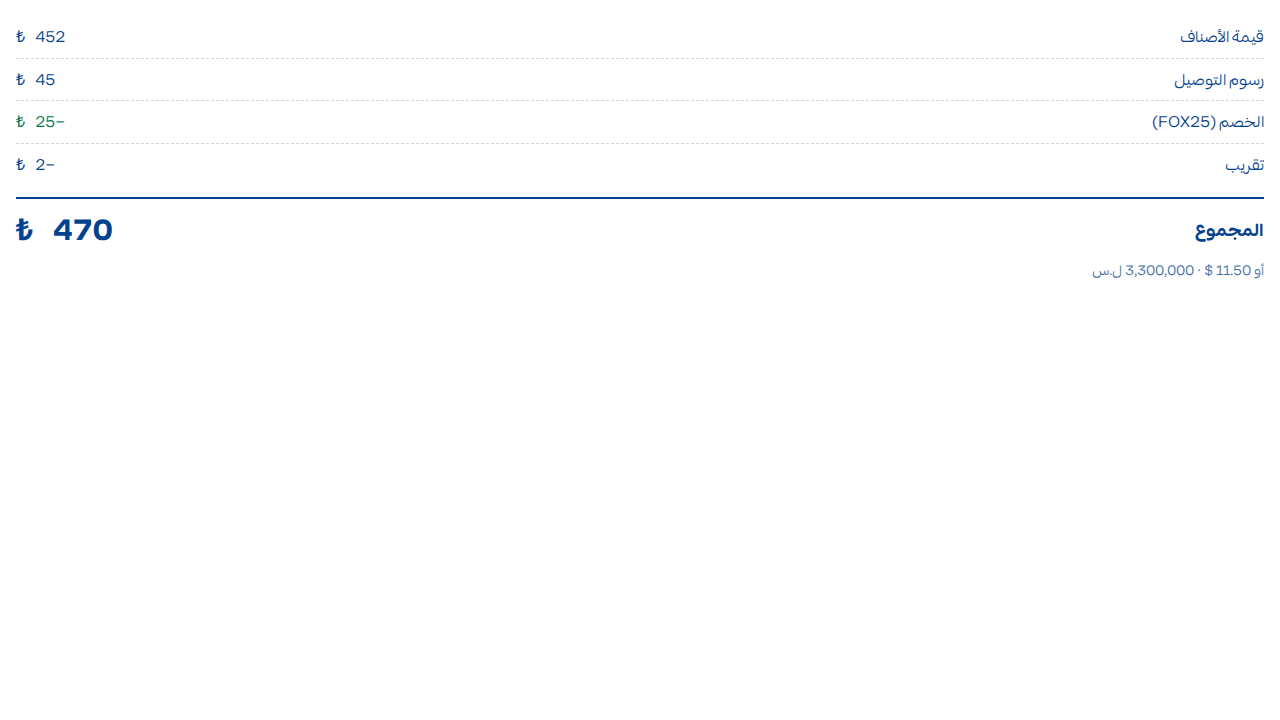 قيمة الأصناف 452 ₺
رسوم التوصيل 45 ₺
الخصم (FOX25) −25 ₺
تقريب −2 ₺
المجموع 470 ₺
أو 11.50 $ · 3,300,000 ل.س